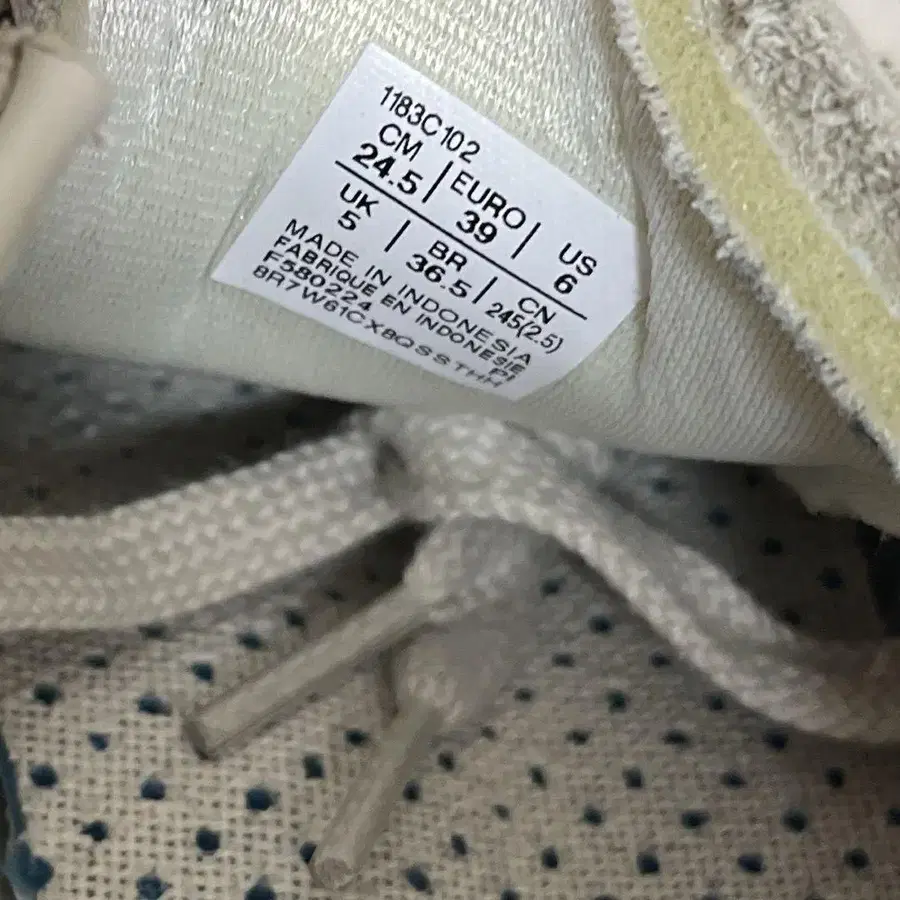 1183C102
CM | EURO | US
24.5 39 6
UK | BR | CN
5 36.5 245(2.5)
MADE IN INDONESIA
FABRIQUE EN INDONESIE
F580224 PI
8R7W61CX8QSSTHH